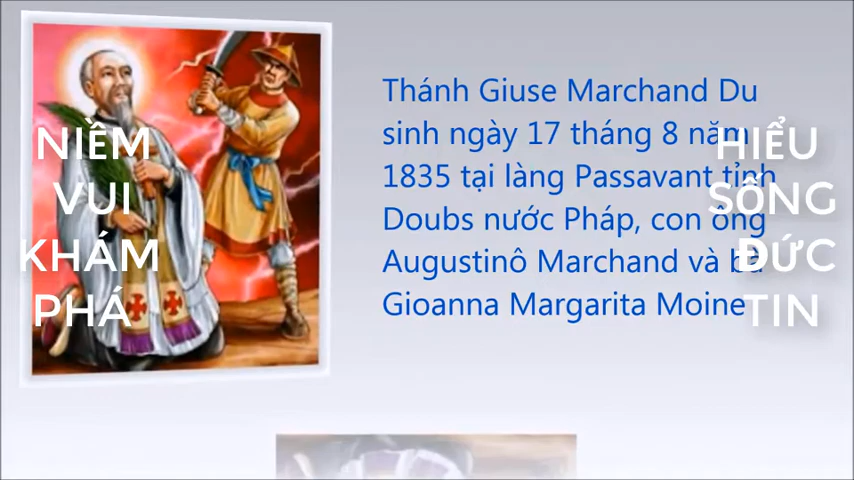 NIỀM
VUI
KHÁM
PHÁ
Thánh Giuse Marchand Du
sinh ngày 17 tháng 8 năm
1835 tại làng Passavant tỉnh
Doubs nước Pháp, con ông
Augustinô Marchand và bà
Gioanna Margarita Moine
HIỂU
SỐNG
ĐỨC
TIN